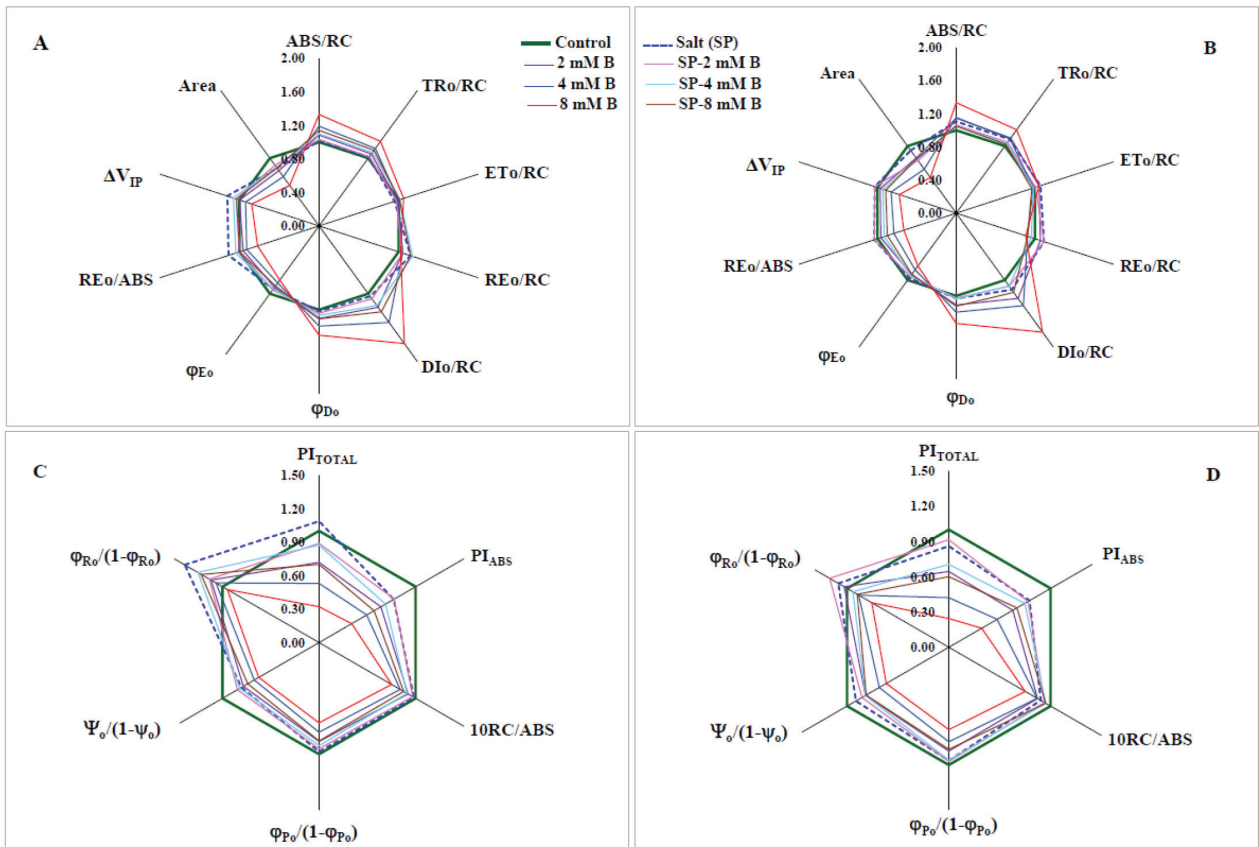 A
ABS/RC
2.00
1.60
1.20
0.80
0.40
0.00
TRo/RC
ETo/RC
REo/RC
DIo/RC
φDo
φEo
REo/ABS
ΔVIP
Area
Control
2 mM B
4 mM B
8 mM B
Salt (SP)
SP-2 mM B
SP-4 mM B
SP-8 mM B
B
ABS/RC
2.00
1.60
1.20
0.80
0.40
0.00
TRo/RC
ETo/RC
REo/RC
DIo/RC
φDo
φEo
REo/ABS
ΔVIP
Area
C
PITOTAL
1.50
1.20
0.90
0.60
0.30
0.00
PIABS
10RC/ABS
φPo/(1-φPo)
Ψo/(1-ψo)
φRo/(1-φRo)
D
PITOTAL
1.50
1.20
0.90
0.60
0.30
0.00
PIABS
10RC/ABS
φPo/(1-φPo)
Ψo/(1-ψo)
φRo/(1-φRo)